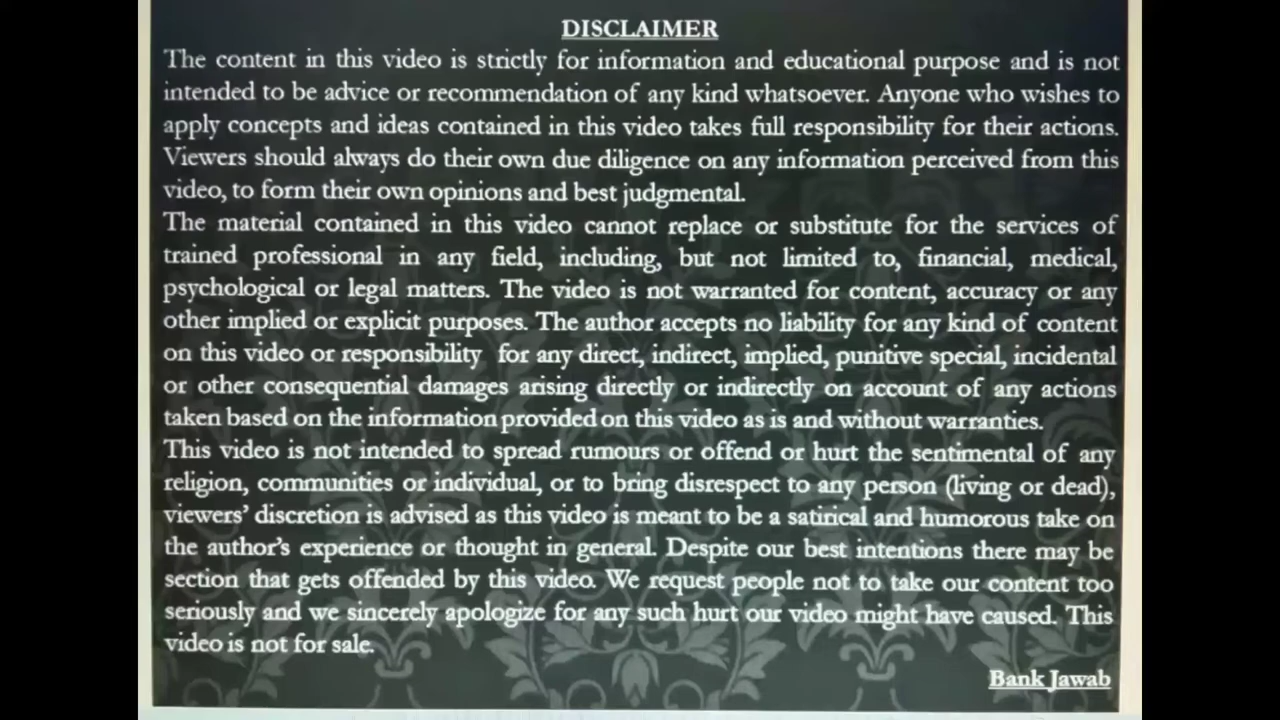 DISCLAIMER
The content in this video is strictly for information and educational purpose and is not
intended to be advice or recommendation of any kind whatsoever. Anyone who wishes to
apply concepts and ideas contained in this video takes full responsibility for their actions.
Viewers should always do their own due diligence on any information perceived from this
video, to form their own opinions and best judgmental.
The material contained in this video cannot replace or substitute for the services of
trained professional in any field, including, but not limited to, financial, medical,
psychological or legal matters. The video is not warranted for content, accuracy or any
other implied or explicit purposes. The author accepts no liability for any kind of content
on this video or responsibility for any direct, indirect, implied, punitive special, incidental
or other consequential damages arising directly or indirectly on account of any actions
taken based on the information provided on this video as is and without warranties.
This video is not intended to spread rumours or offend or hurt the sentimental of any
religion, communities or individual, or to bring disrespect to any person (living or dead),
viewers' discretion is advised as this video is meant to be a satirical and humorous take on
the author's experience or thought in general. Despite our best intentions there may be
section that gets offended by this video. We request people not to take our content too
seriously and we sincerely apologize for any such hurt our video might have caused. This
video is not for sale.
Bank Jawab